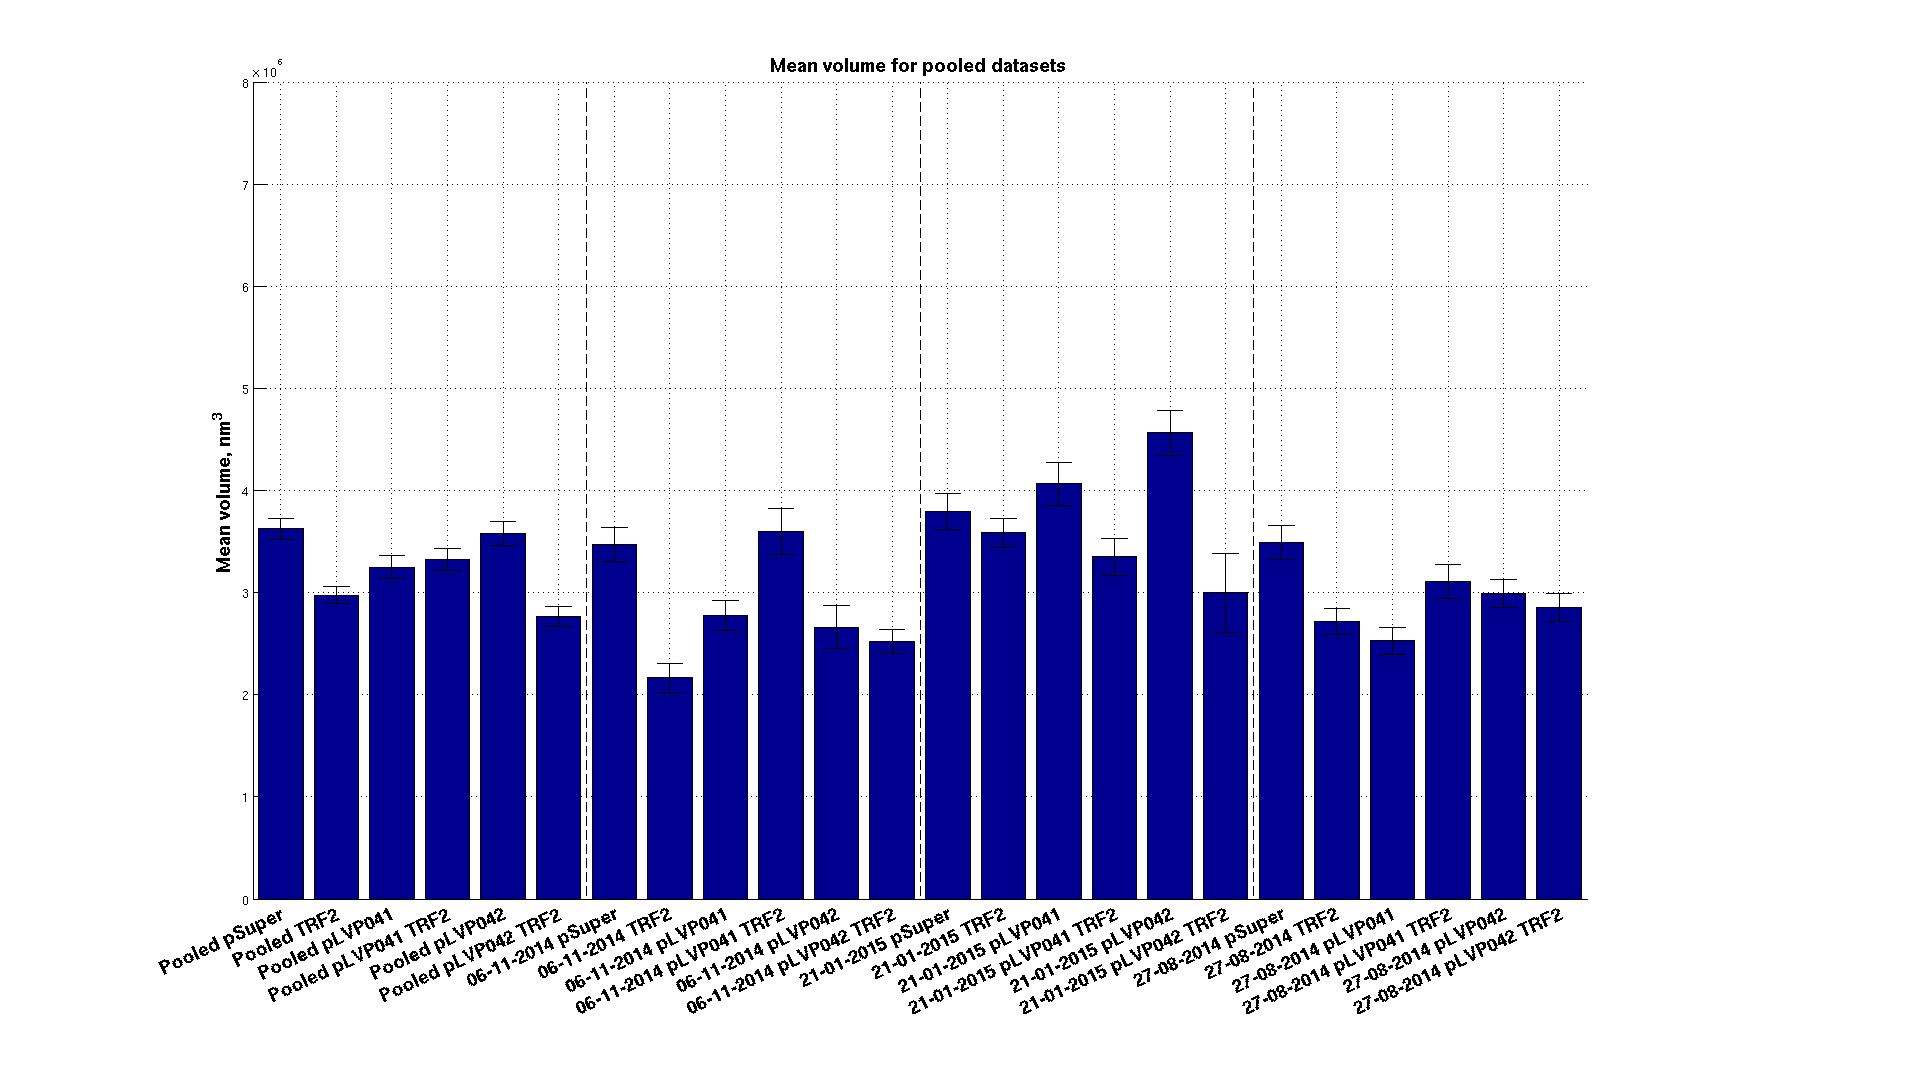 Mean volume for pooled datasets
× 10⁶
8
7
6
5
4
3
2
1
0
Mean volume, nm³
Pooled pSuper
Pooled TRF2
Pooled pLVP041
Pooled pLVP041 TRF2
Pooled pLVP042
Pooled pLVP042 TRF2
06-11-2014 pSuper
06-11-2014 TRF2
06-11-2014 pLVP041
06-11-2014 pLVP041 TRF2
06-11-2014 pLVP042
06-11-2014 pLVP042 TRF2
21-01-2015 pSuper
21-01-2015 TRF2
21-01-2015 pLVP041
21-01-2015 pLVP041 TRF2
21-01-2015 pLVP042
21-01-2015 pLVP042 TRF2
27-08-2014 pSuper
27-08-2014 TRF2
27-08-2014 pLVP041
27-08-2014 pLVP041 TRF2
27-08-2014 pLVP042
27-08-2014 pLVP042 TRF2